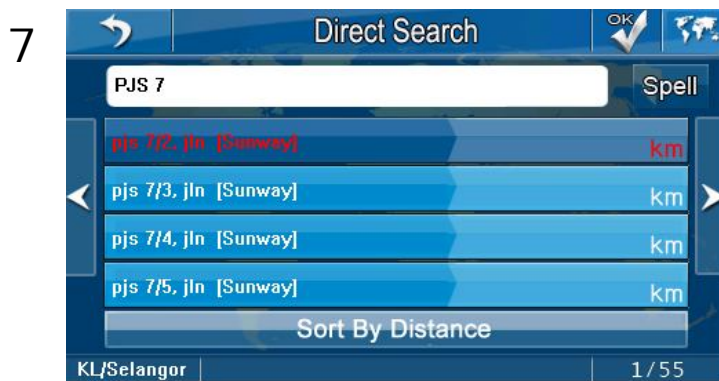 7
Direct Search
OK
PJS 7
Spell
pjs 7/2, jln [Sunway]
km
pjs 7/3, jln [Sunway]
km
pjs 7/4, jln [Sunway]
km
pjs 7/5, jln [Sunway]
km
Sort By Distance
KL/Selangor
1/55